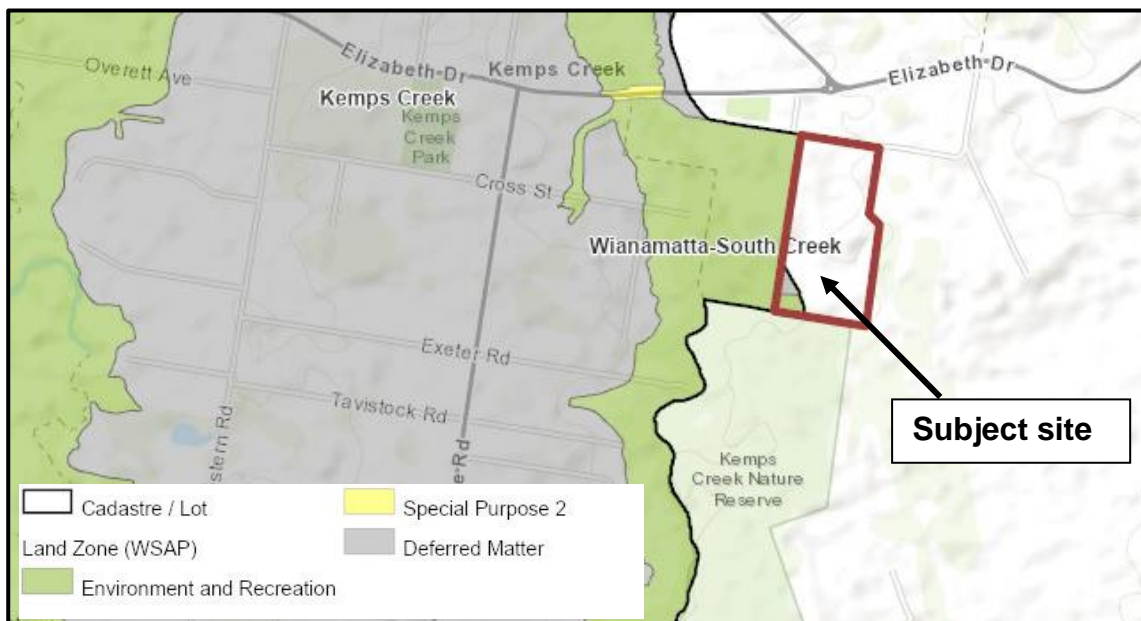 Overett Ave
Elizabeth-Dr
Kemps Creek
Elizabeth-Dr
Kemps Creek
Kemps
Creek
Park
Cross St
Wianamatta-South Creek
Exeter Rd
Tavistock Rd
stern Rd
e Rd
Subject site
Kemps
Creek Nature
Reserve
Cadastre / Lot
Land Zone (WSAP)
Environment and Recreation
Special Purpose 2
Deferred Matter